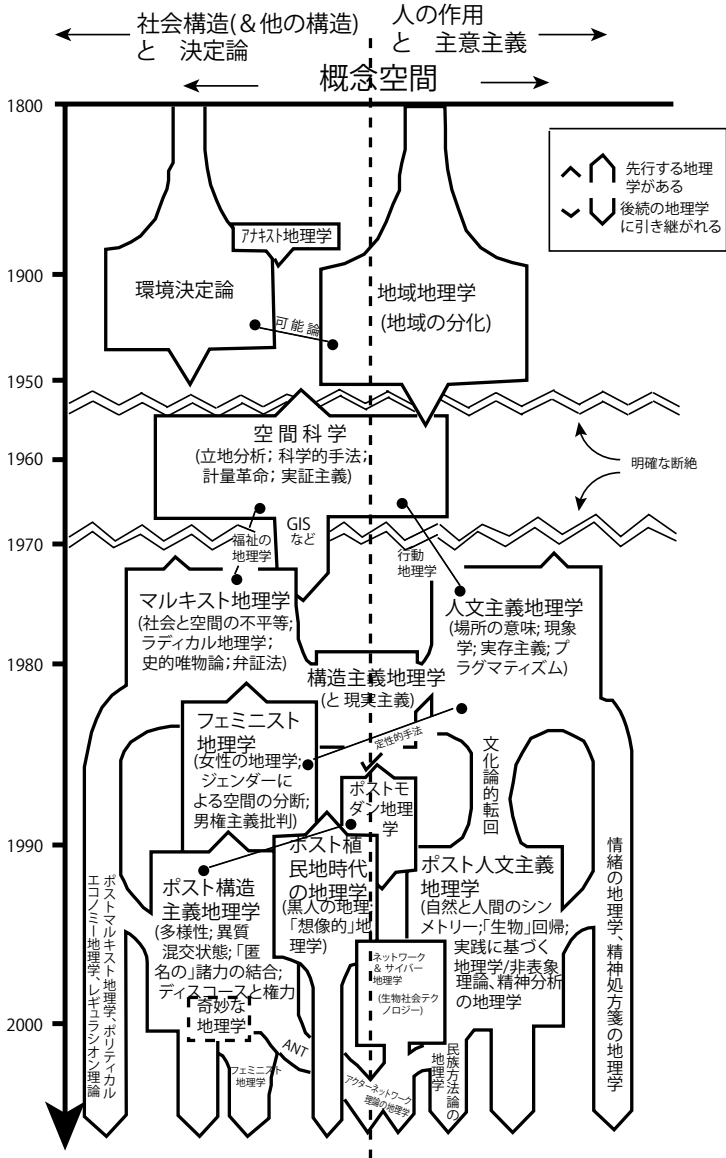 社会構造(&他の構造)
と 決定論
人の作用
と 主意主義
概念空間
1800
先行する地理
学がある
後続の地理学
に引き継がれる
アナキスト地理学
1900
環境決定論
地域地理学
(地域の分化)
可能論
1950
空間科学
(立地分析; 科学的手法;
計量革命; 実証主義)
1960
明確な断絶
GIS
など
福祉の
地理学
行動
地理学
1970
マルキスト地理学
(社会と空間の不平等;
ラディカル地理学;
史的唯物論;弁証法)
人文主義地理学
(場所の意味; 現象
学; 実存主義; プ
ラグマティズム)
1980
構造主義地理学
(と 現実主義)
フェミニスト
地理学
(女性の地理学;
ジェンダーに
よる空間の分断;
男権主義批判)
定性的手法
文化論的転回
ポストモ
ダン地理
学
1990
ポスト植
民地時代
の地理学
(黒人の地理;
「想像的」地
理学)
ポスト構造
主義地理学
(多様性; 異質
混交状態;「匿
名の」諸力の結合;
ディスコースと権力
ポスト人文主義
地理学
(自然と人間のシン
メトリー;「生物」回帰;
実践に基づく
地理学/非表象
理論、精神分析
の地理学
ポストマルキスト地理学、ポリティカル
エコノミー地理学、レギュラシオン理論
情緒の地理学、精神処方箋の地理学
ネットワーク
& サイバー
地理学
(生物社会テク
ノロジー)
奇妙な
地理学
2000
ANT
フェミニスト
地理学
アクターネットワーク
理論の地理学
民族方法論の
地理学